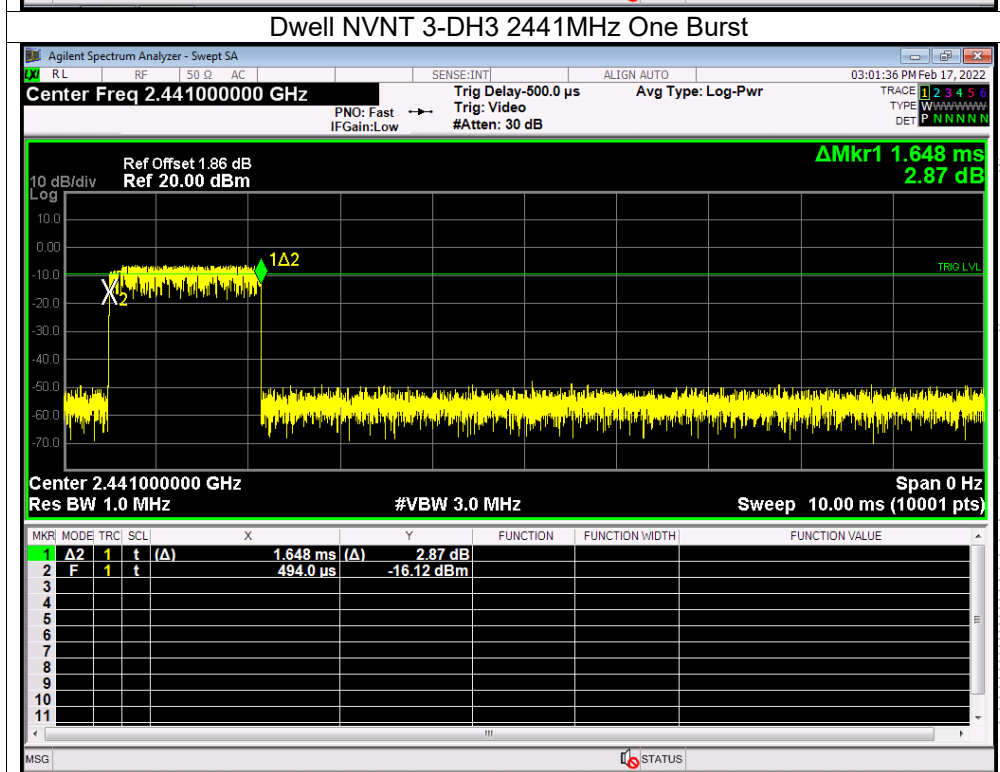 Dwell NVNT 3-DH3 2441MHz One Burst
Agilent Spectrum Analyzer - Swept SA
LXI RL RF 50 Ω AC SENSE:INT ALIGN AUTO 03:01:36 PM Feb 17, 2022
Center Freq 2.441000000 GHz
PNO: Fast
IFGain:Low
Trig Delay-500.0 µs
Trig: Video
#Atten: 30 dB
Avg Type: Log-Pwr
TRACE 1 2 3 4 5 6
TYPE WWWWWWW
DET P N N N N N
ΔMkr1 1.648 ms
2.87 dB
Ref Offset 1.86 dB
10 dB/div Ref 20.00 dBm
Log
10.0
0.00
-10.0
-20.0
-30.0
-40.0
-50.0
-60.0
-70.0
1Δ2
2
TRIG LVL
Center 2.441000000 GHz Span 0 Hz
Res BW 1.0 MHz #VBW 3.0 MHz Sweep 10.00 ms (10001 pts)
MKR MODE TRC SCL X Y FUNCTION FUNCTION WIDTH FUNCTION VALUE
1 Δ2 1 t (Δ) 1.648 ms (Δ) 2.87 dB
2 F 1 t 494.0 µs -16.12 dBm
3
4
5
6
7
8
9
10
11
MSG STATUS